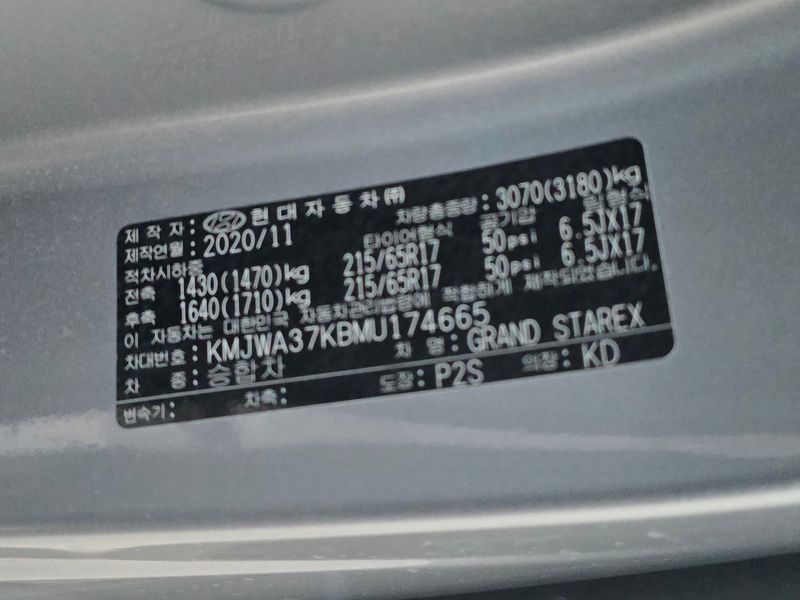 제 작 자 : 현대자동차㈜
제작연월 : 2020/11 차량총중량 : 3070(3180)kg
적차시하중 타이어형식 공기압 림형식
전축 1430(1470)kg 215/65R17 50psi 6.5JX17
후축 1640(1710)kg 215/65R17 50psi 6.5JX17
이 자동차는 대한민국 자동차관리법령에 적합하게 제작되었습니다.
차대번호 : KMJWA37KBMU174665
차 종 : 승합차 차 명 : GRAND STAREX
변속기 : 차축 : 도장 : P2S 의장 : KD